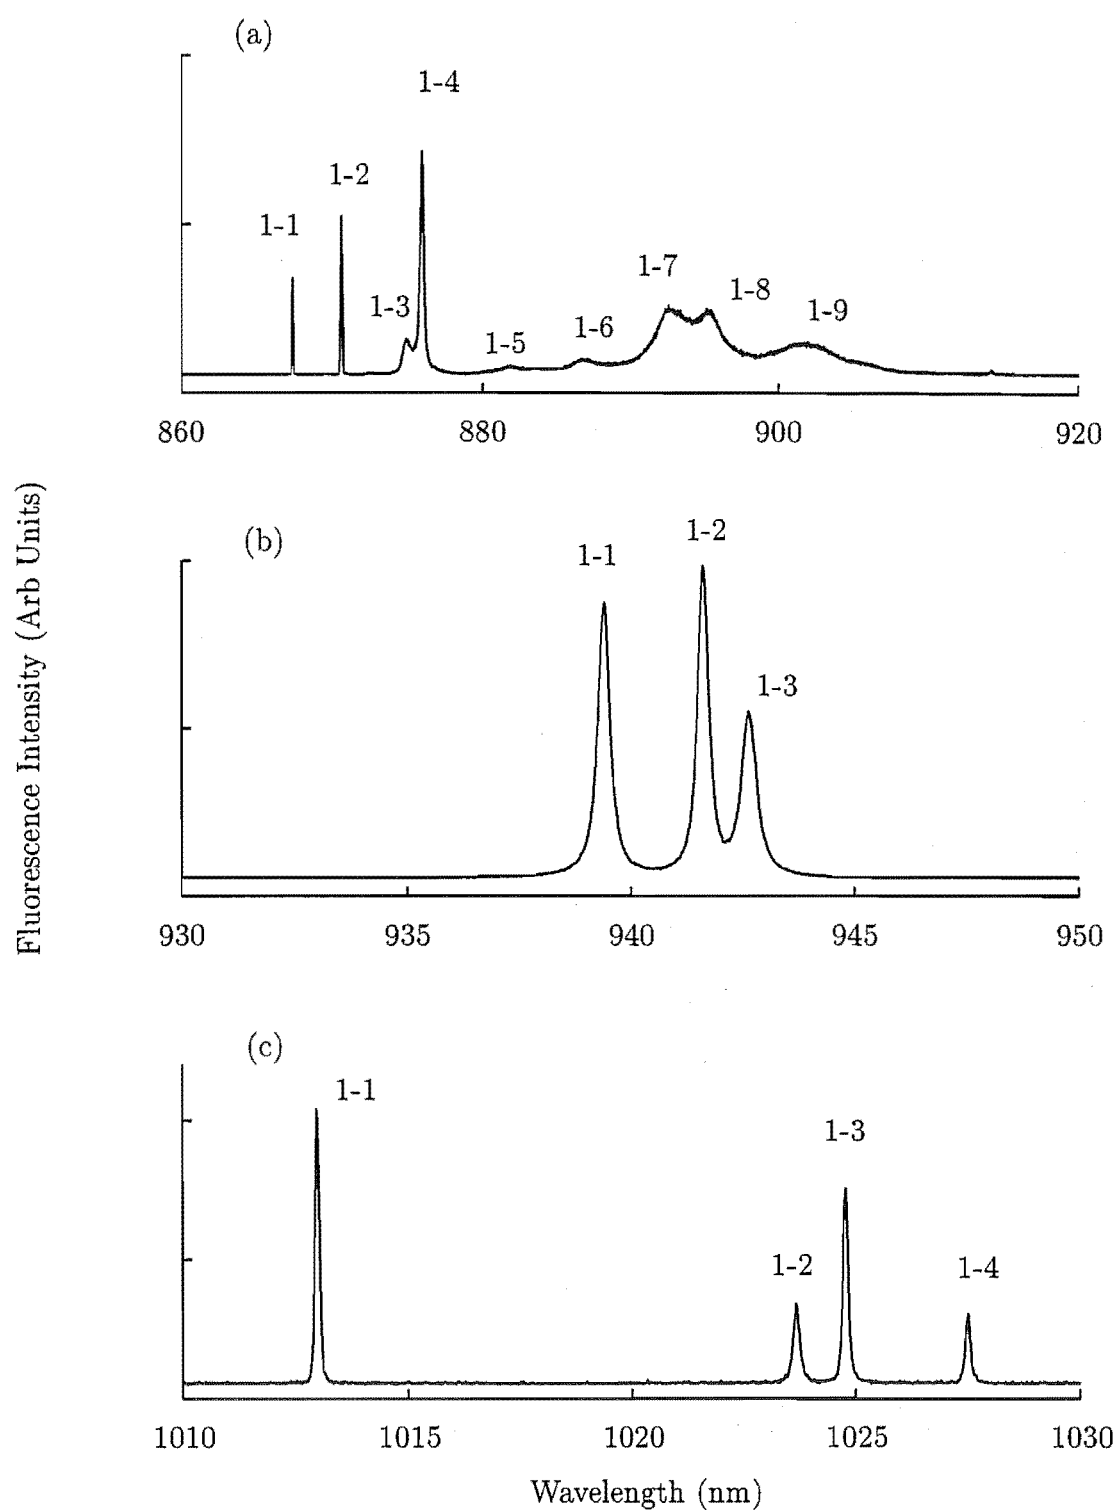 (a)
1-4
1-2
1-1
1-7
1-3
1-8
1-9
1-6
1-5
860 880 900 920
Fluorescence Intensity (Arb Units)
(b)
1-2
1-1
1-3
930 935 940 945 950
(c)
1-1
1-3
1-2
1-4
1010 1015 1020 1025 1030
Wavelength (nm)